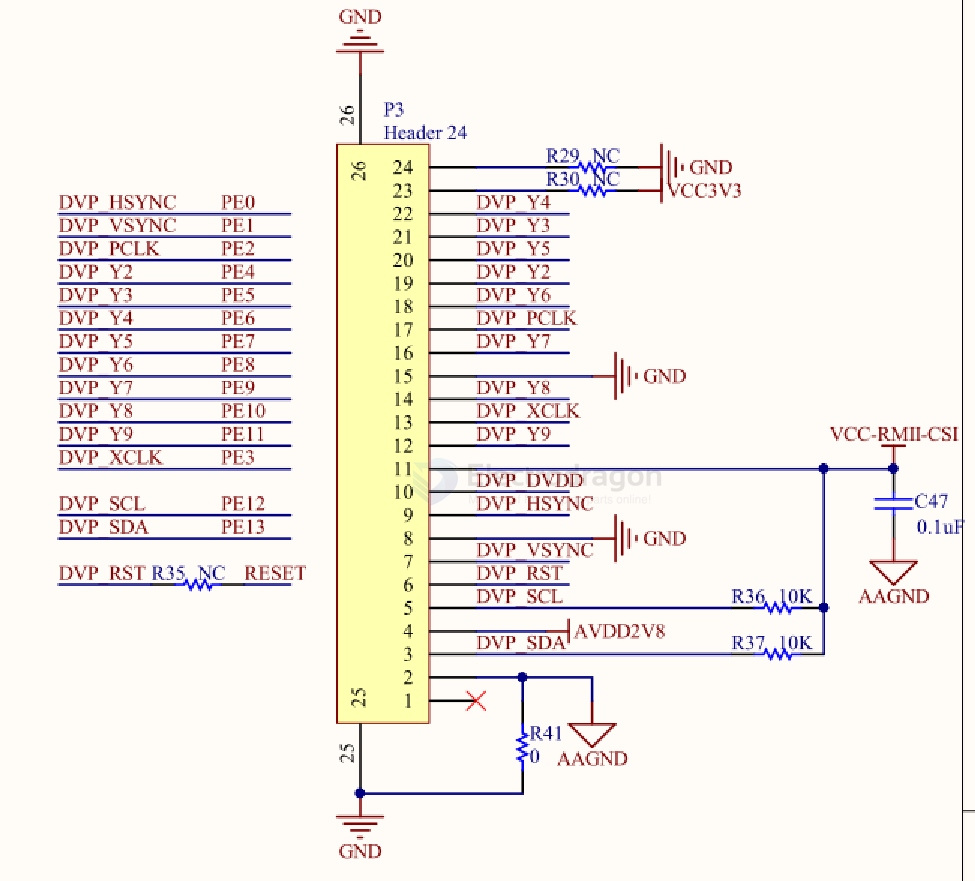 GND
26
P3
Header 24
26
24 R29 NC GND
23 R30 NC VCC3V3
DVP_HSYNC PE0 22 DVP_Y4
DVP_VSYNC PE1 21 DVP_Y3
DVP_PCLK PE2 20 DVP_Y5
DVP_Y2 PE4 19 DVP_Y2
DVP_Y3 PE5 18 DVP_Y6
DVP_Y4 PE6 17 DVP_PCLK
DVP_Y5 PE7 16 DVP_Y7
DVP_Y6 PE8 15 GND
DVP_Y7 PE9 14 DVP_Y8
DVP_Y8 PE10 13 DVP_XCLK
DVP_Y9 PE11 12 DVP_Y9 VCC-RMII-CSI
DVP_XCLK PE3 11
Electrodragon
10 DVP_DVDD
parts online!
DVP_SCL PE12 9 DVP_HSYNC C47
0.1uF
DVP_SDA PE13 8 GND
7 DVP_VSYNC
DVP_RST R35 NC RESET 6 DVP_RST
AAGND
5 DVP_SCL R36 10K
4 AVDD2V8
3 DVP_SDA R37 10K
2
1
25
R41
0
AAGND
25
GND